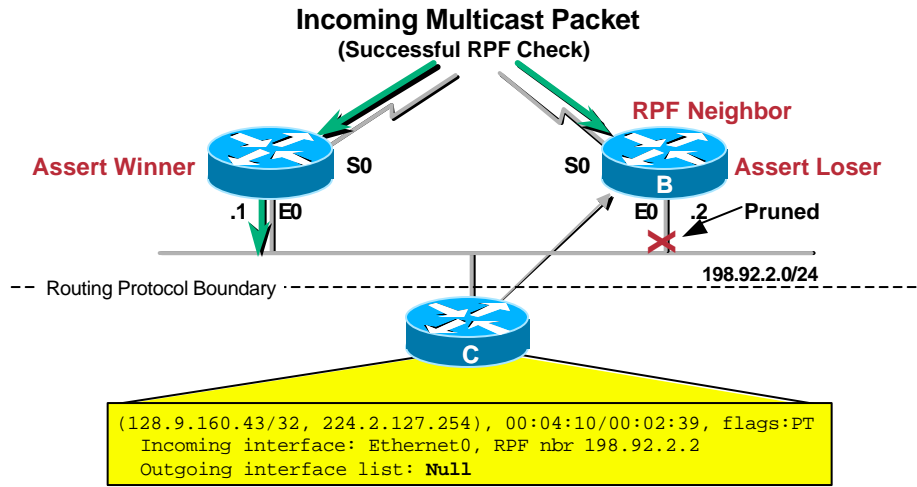 Incoming Multicast Packet
(Successful RPF Check)
RPF Neighbor
Assert Winner
S0
S0
Assert Loser
B
.1
E0
E0
.2
Pruned
198.92.2.0/24
Routing Protocol Boundary
C
(128.9.160.43/32, 224.2.127.254), 00:04:10/00:02:39, flags:PT
Incoming interface: Ethernet0, RPF nbr 198.92.2.2
Outgoing interface list: Null